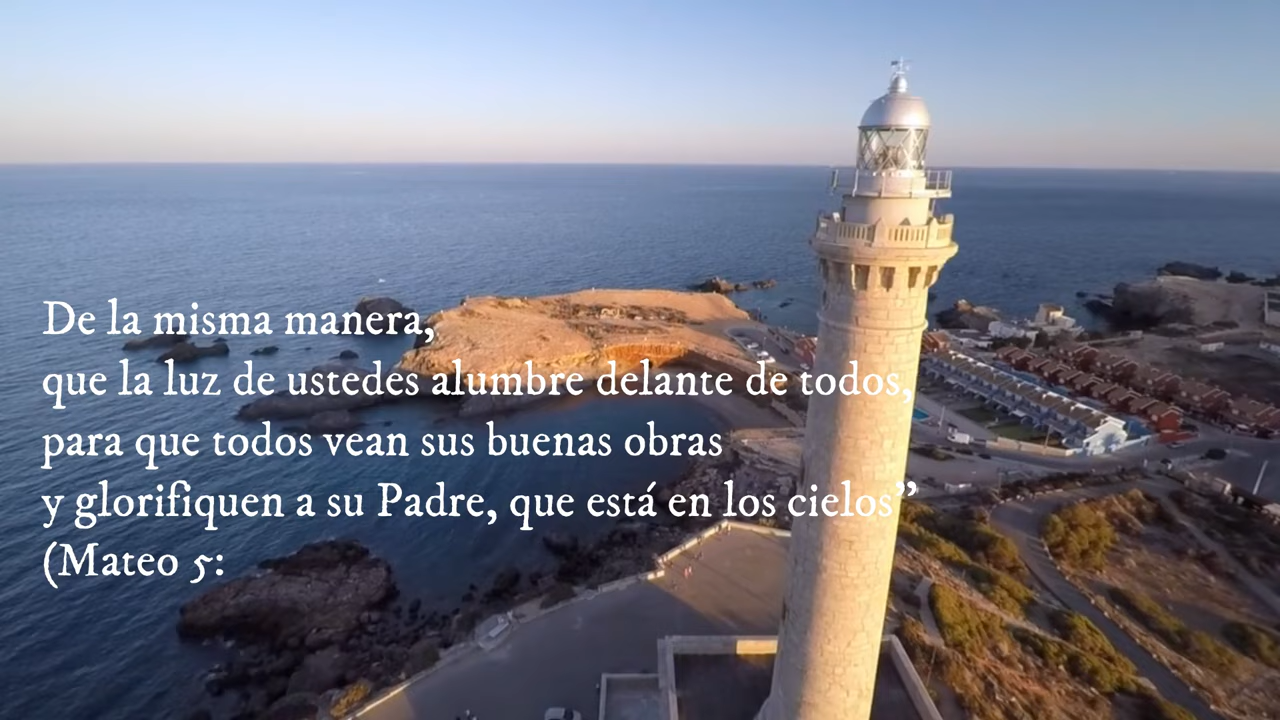 De la misma manera,
que la luz de ustedes alumbre delante de todos,
para que todos vean sus buenas obras
y glorifiquen a su Padre, que está en los cielos”
(Mateo 5: